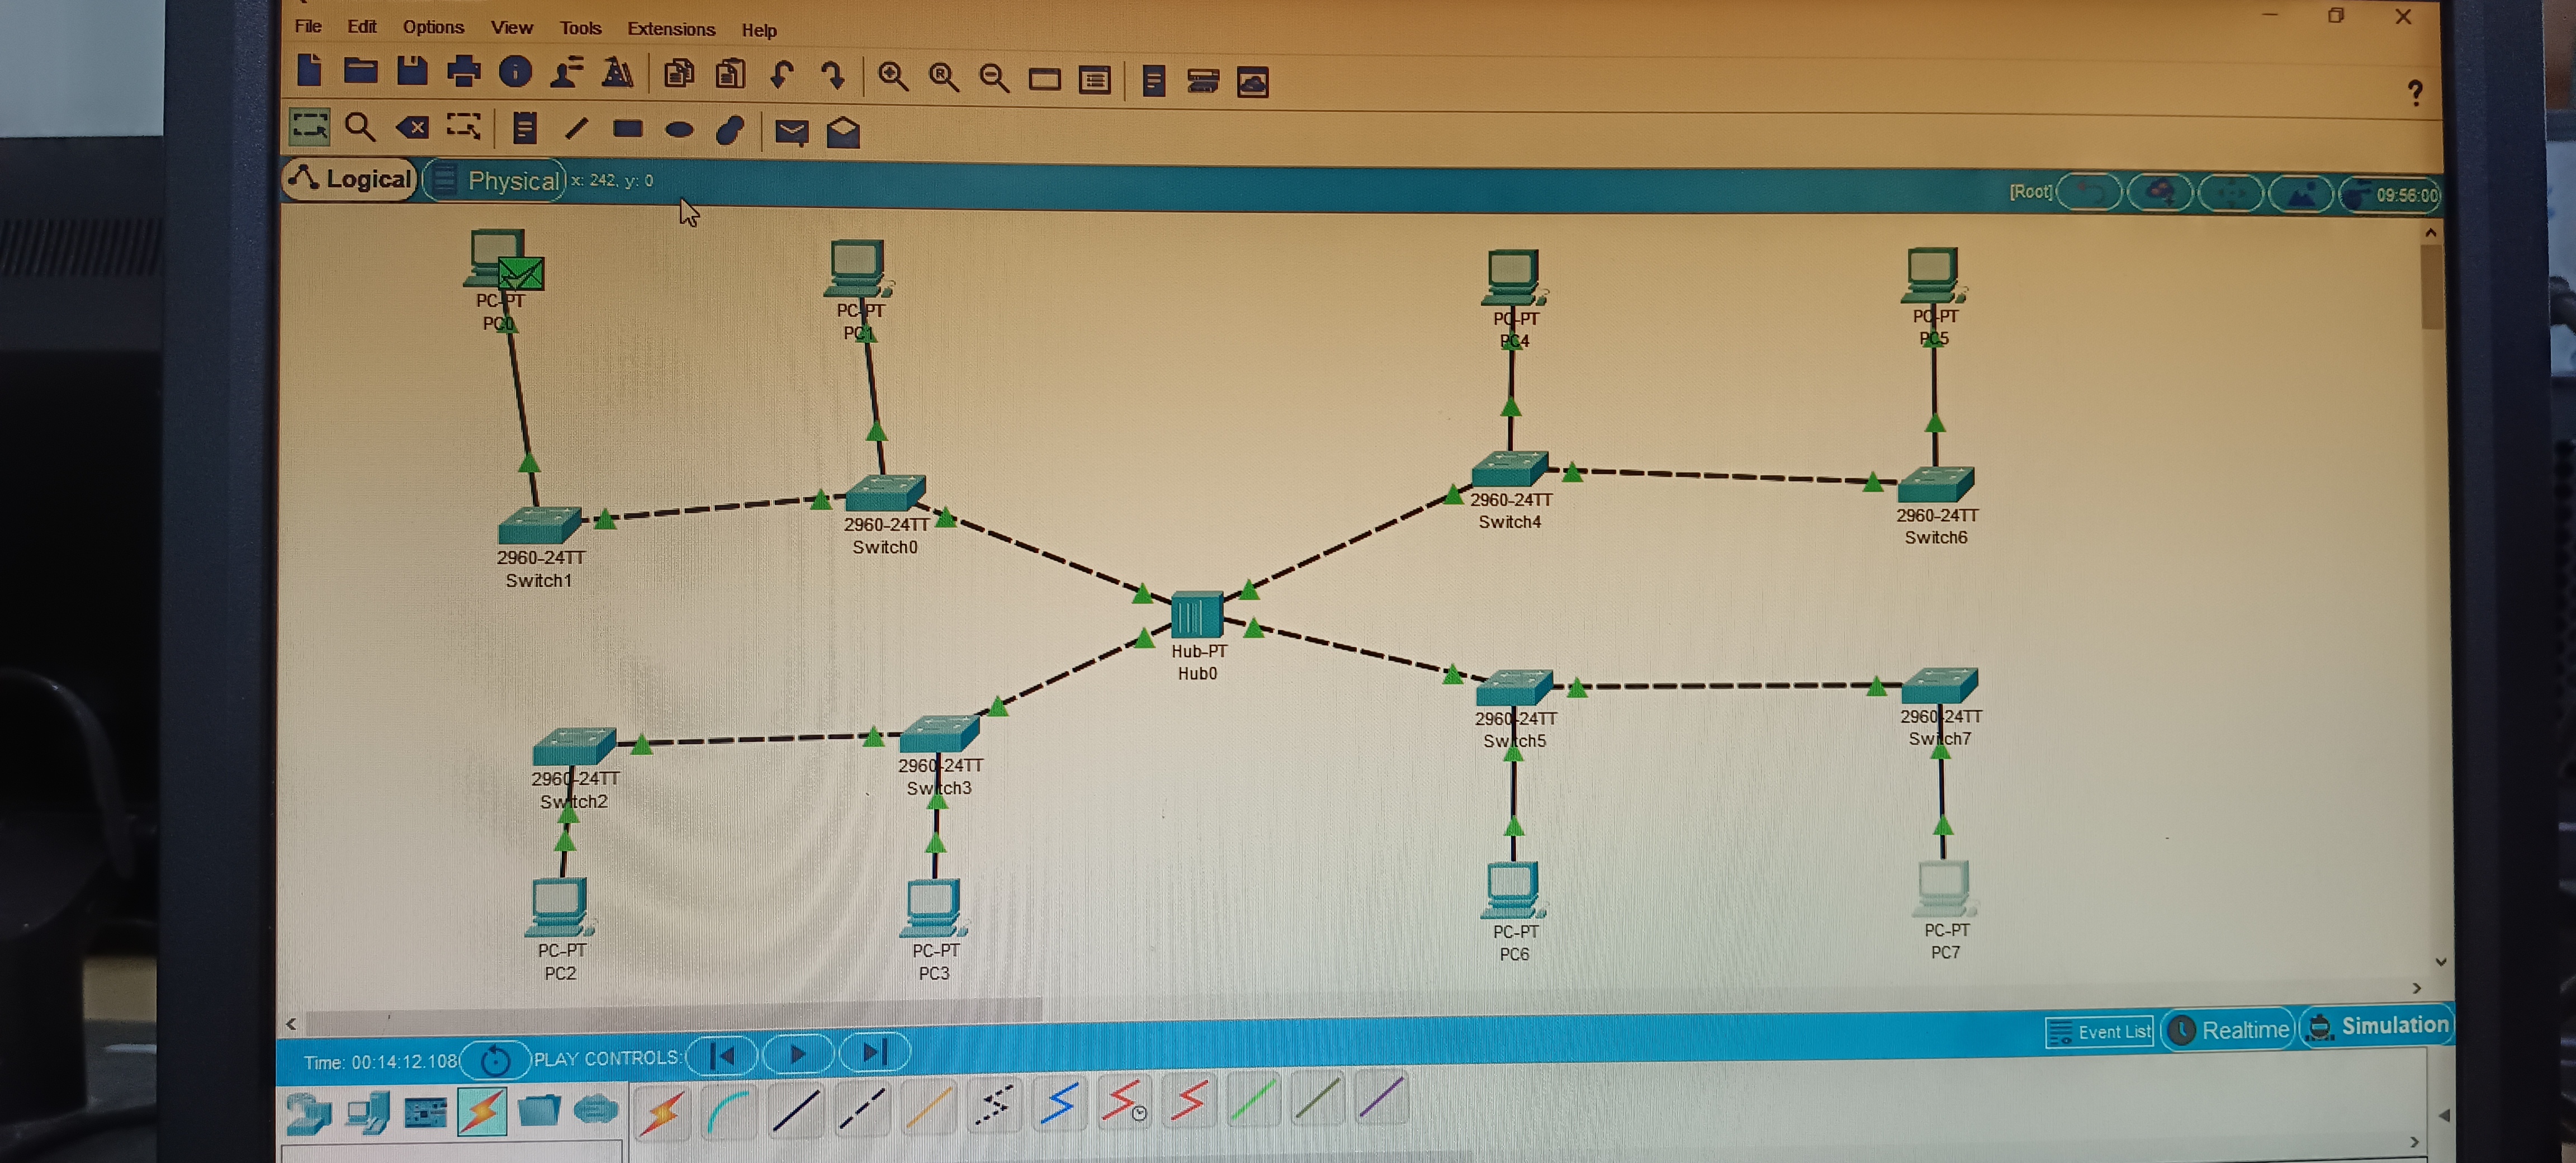 File Edit Options View Tools Extensions Help
?
Logical Physical x: 242, y: 0 [Root] 09:56:00
PC-PT
PC0
PC-PT
PC1
PC-PT
PC4
PC-PT
PC5
2960-24TT
Switch1
2960-24TT
Switch0
2960-24TT
Switch4
2960-24TT
Switch6
Hub-PT
Hub0
2960-24TT
Switch2
2960-24TT
Switch3
2960-24TT
Switch5
2960-24TT
Switch7
PC-PT
PC2
PC-PT
PC3
PC-PT
PC6
PC-PT
PC7
Time: 00:14:12.108 PLAY CONTROLS: Event List Realtime Simulation